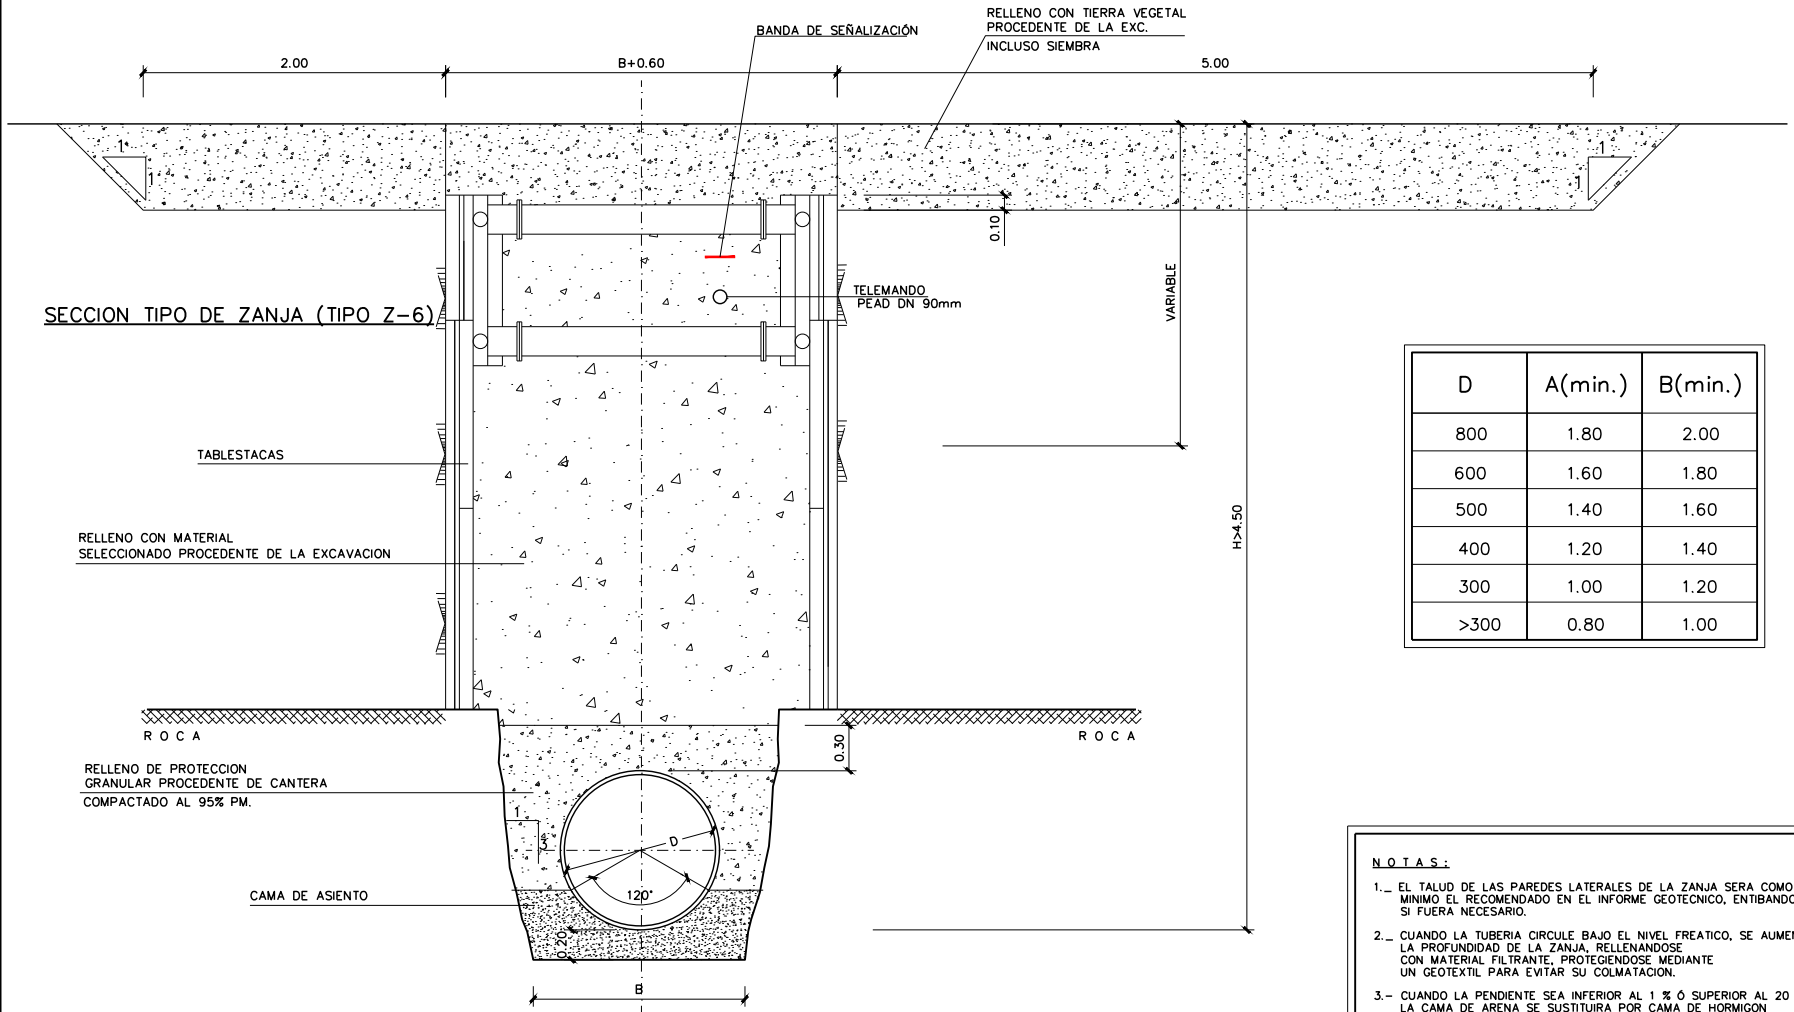 RELLENO CON TIERRA VEGETAL
PROCEDENTE DE LA EXC.
INCLUSO SIEMBRA
BANDA DE SEÑALIZACIÓN
2.00
B+0.60
5.00
1
1
1
1
0.10
VARIABLE
TELEMANDO
PEAD DN 90mm
SECCION TIPO DE ZANJA (TIPO Z-6)
D A(min.) B(min.)
800 1.80 2.00
600 1.60 1.80
500 1.40 1.60
400 1.20 1.40
300 1.00 1.20
>300 0.80 1.00
TABLESTACAS
H>4.50
RELLENO CON MATERIAL
SELECCIONADO PROCEDENTE DE LA EXCAVACION
ROCA
ROCA
0.30
RELLENO DE PROTECCION
GRANULAR PROCEDENTE DE CANTERA
COMPACTADO AL 95% PM.
1
3
D
120°
CAMA DE ASIENTO
0.20
B
NOTAS:
1._ EL TALUD DE LAS PAREDES LATERALES DE LA ZANJA SERA COMO
MINIMO EL RECOMENDADO EN EL INFORME GEOTECNICO, ENTIBANDO
SI FUERA NECESARIO.
2._ CUANDO LA TUBERIA CIRCULE BAJO EL NIVEL FREATICO, SE AUMEN
LA PROFUNDIDAD DE LA ZANJA, RELLENANDOSE
CON MATERIAL FILTRANTE, PROTEGIENDOSE MEDIANTE
UN GEOTEXTIL PARA EVITAR SU COLMATACION.
3.- CUANDO LA PENDIENTE SEA INFERIOR AL 1 % Ó SUPERIOR AL 20
LA CAMA DE ARENA SE SUSTITUIRA POR CAMA DE HORMIGON